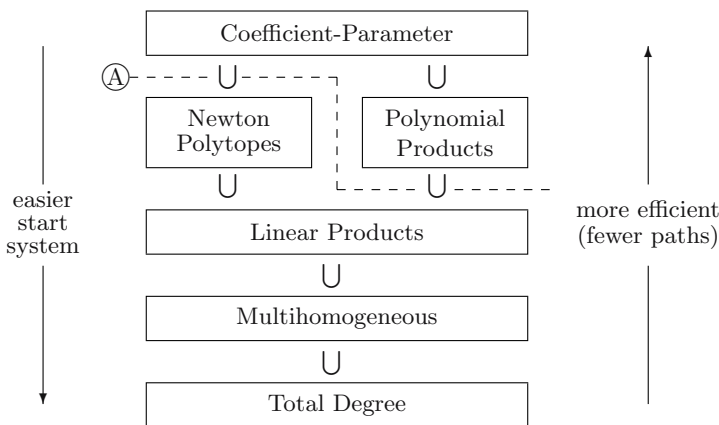 Coefficient-Parameter
A
∪ ∪
Newton
Polytopes
Polynomial
Products
∪ ∪
easier
start
system
more efficient
(fewer paths)
Linear Products
∪
Multihomogeneous
∪
Total Degree